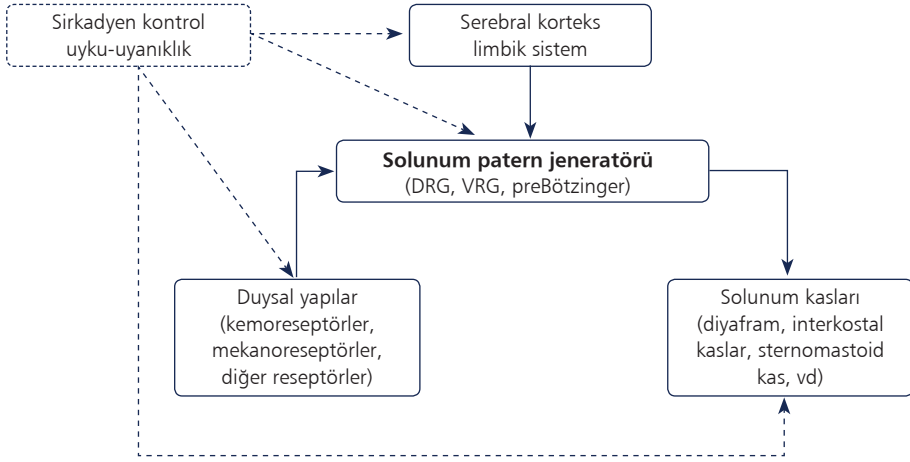 Sirkadyen kontrol
uyku-uyanıklık
Serebral korteks
limbik sistem
Solunum patern jeneratörü
(DRG, VRG, preBötzinger)
Duysal yapılar
(kemoreseptörler,
mekanoreseptörler,
diğer reseptörler)
Solunum kasları
(diyafram, interkostal
kaslar, sternomastoid
kas, vd)